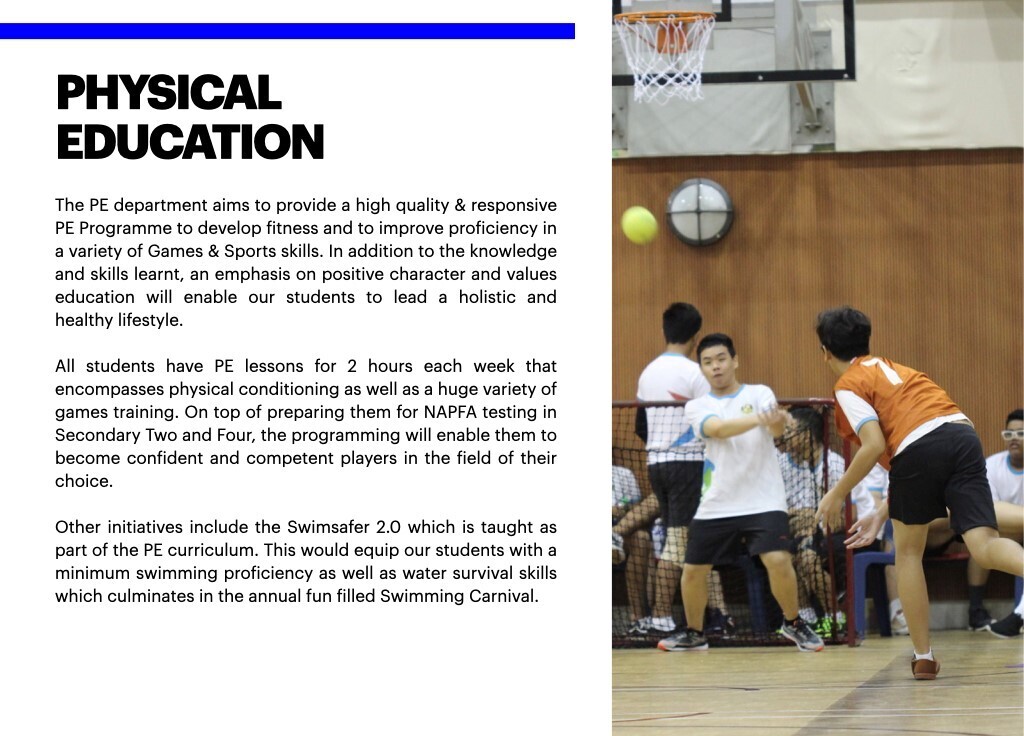 PHYSICAL
EDUCATION
The PE department aims to provide a high quality & responsive
PE Programme to develop fitness and to improve proficiency in
a variety of Games & Sports skills. In addition to the knowledge
and skills learnt, an emphasis on positive character and values
education will enable our students to lead a holistic and
healthy lifestyle.
All students have PE lessons for 2 hours each week that
encompasses physical conditioning as well as a huge variety of
games training. On top of preparing them for NAPFA testing in
Secondary Two and Four, the programming will enable them to
become confident and competent players in the field of their
choice.
Other initiatives include the Swimsafer 2.0 which is taught as
part of the PE curriculum. This would equip our students with a
minimum swimming proficiency as well as water survival skills
which culminates in the annual fun filled Swimming Carnival.
7